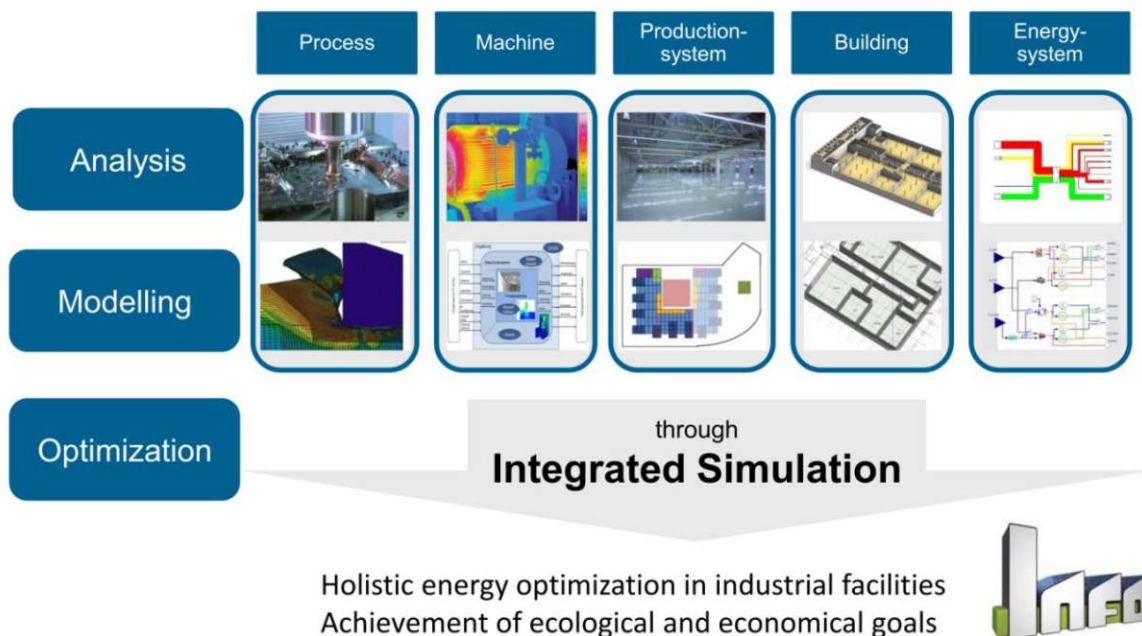 Process
Machine
Production-
system
Building
Energy-
system
Analysis
Modelling
Optimization
through
Integrated Simulation
Holistic energy optimization in industrial facilities
Achievement of ecological and economical goals